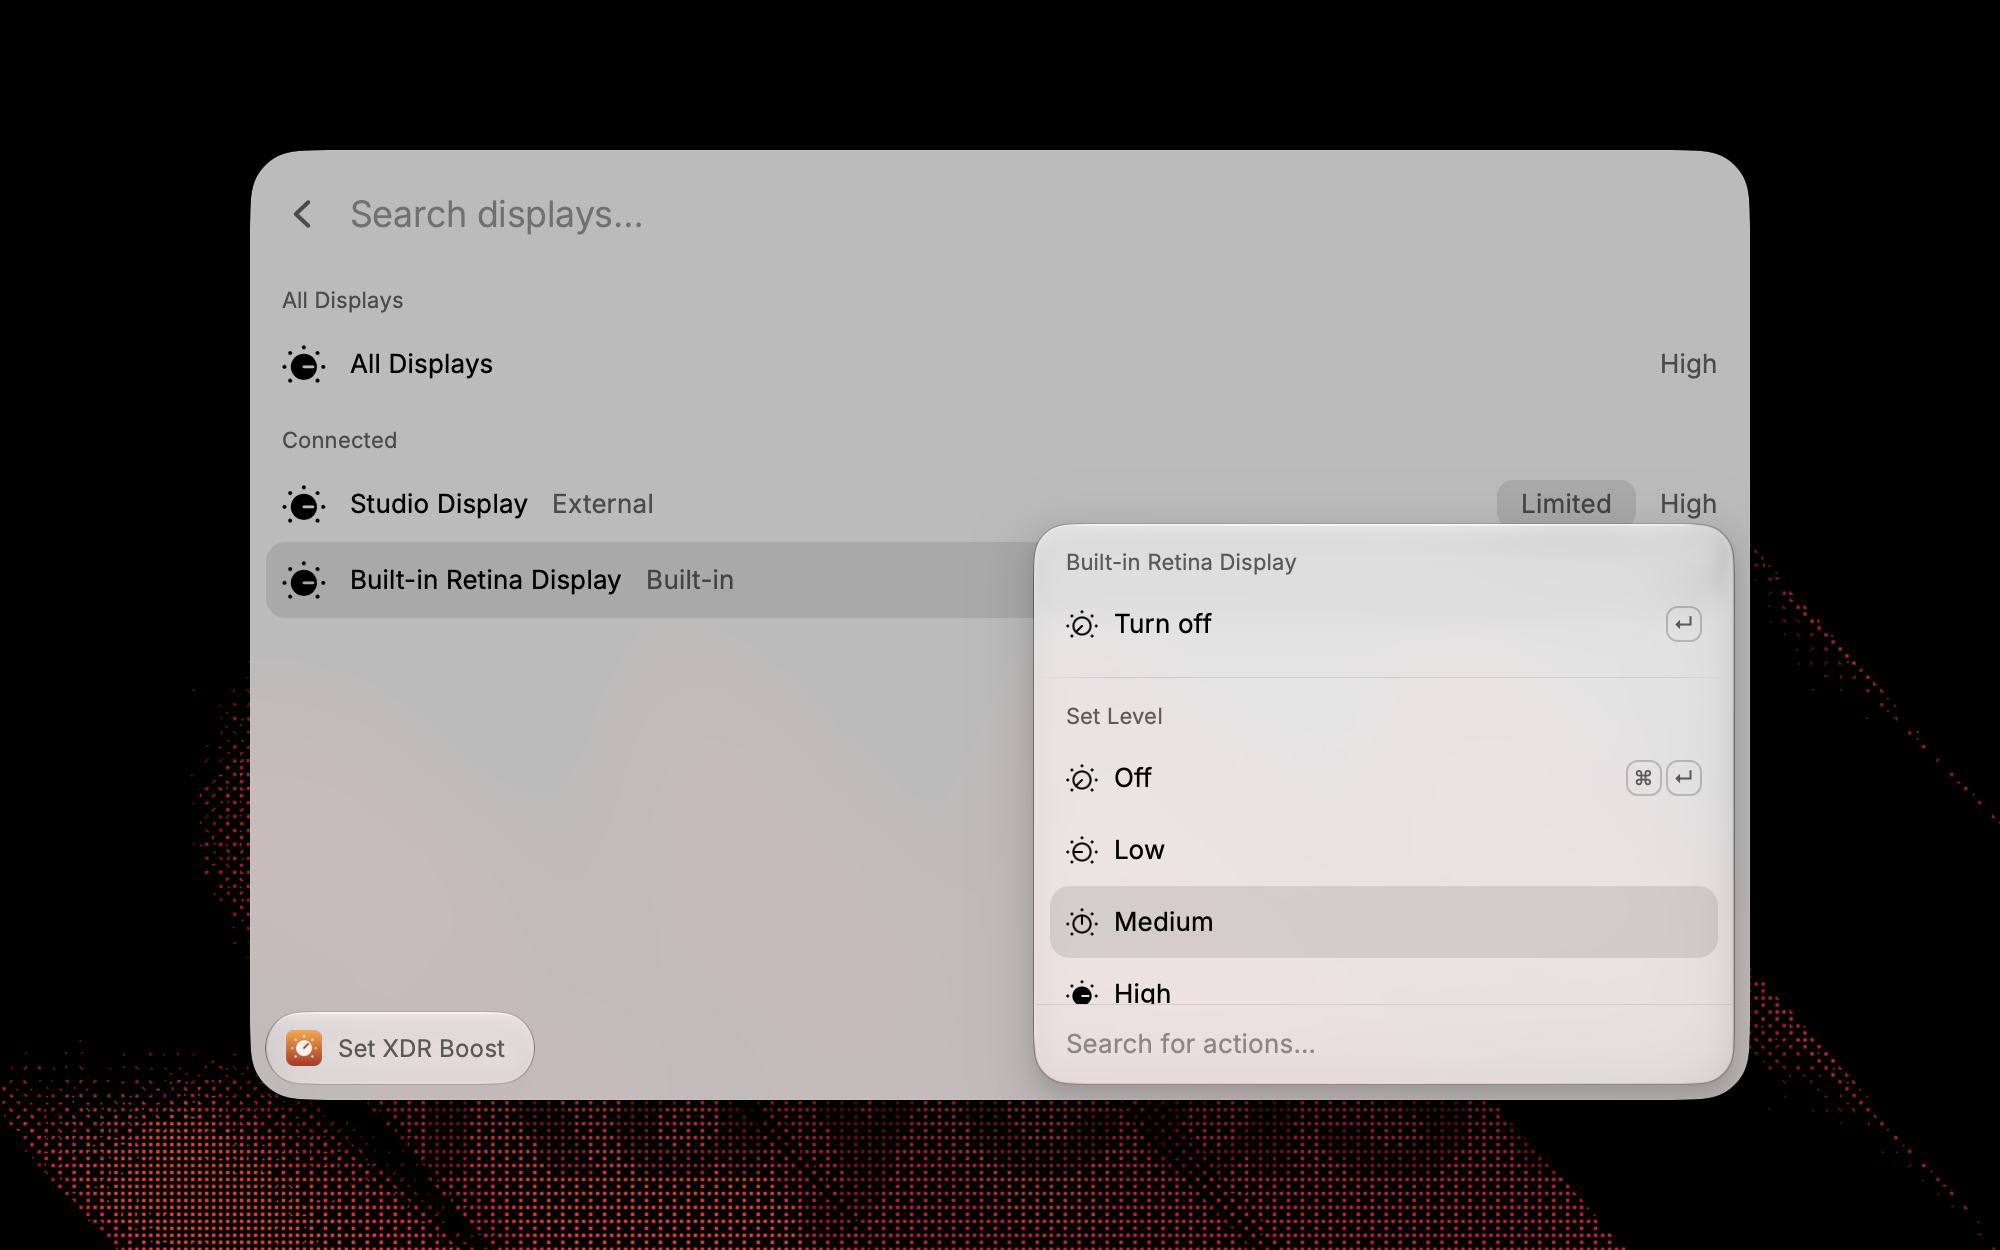 Search displays...
All Displays
All Displays High
Connected
Studio Display External Limited High
Built-in Retina Display Built-in
Built-in Retina Display
Turn off
Set Level
Off ⌘
Low
Medium
High
Search for actions...
Set XDR Boost